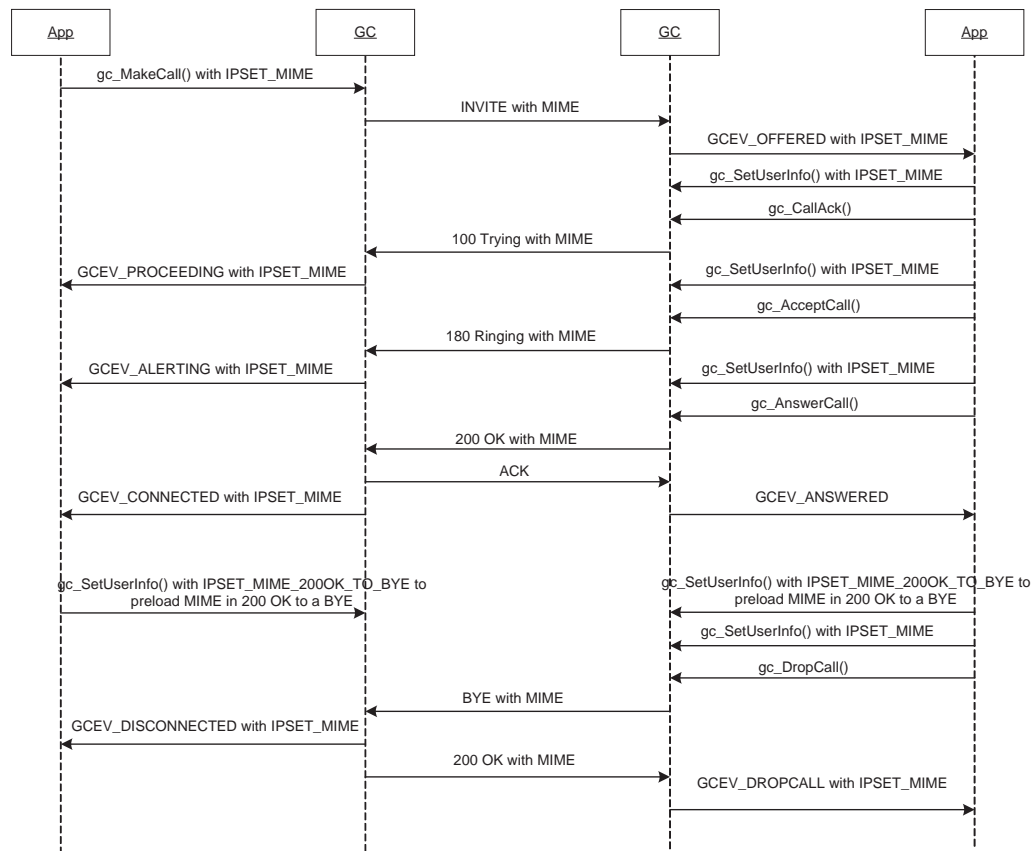 App
GC
GC
App
gc_MakeCall() with IPSET_MIME
INVITE with MIME
GCEV_OFFERED with IPSET_MIME
gc_SetUserInfo() with IPSET_MIME
gc_CallAck()
100 Trying with MIME
GCEV_PROCEEDING with IPSET_MIME
gc_SetUserInfo() with IPSET_MIME
gc_AcceptCall()
180 Ringing with MIME
GCEV_ALERTING with IPSET_MIME
gc_SetUserInfo() with IPSET_MIME
gc_AnswerCall()
200 OK with MIME
ACK
GCEV_CONNECTED with IPSET_MIME
GCEV_ANSWERED
gc_SetUserInfo() with IPSET_MIME_200OK_TO_BYE to
preload MIME in 200 OK to a BYE
gc_SetUserInfo() with IPSET_MIME_200OK_TO_BYE to
preload MIME in 200 OK to a BYE
gc_SetUserInfo() with IPSET_MIME
gc_DropCall()
BYE with MIME
GCEV_DISCONNECTED with IPSET_MIME
200 OK with MIME
GCEV_DROPCALL with IPSET_MIME